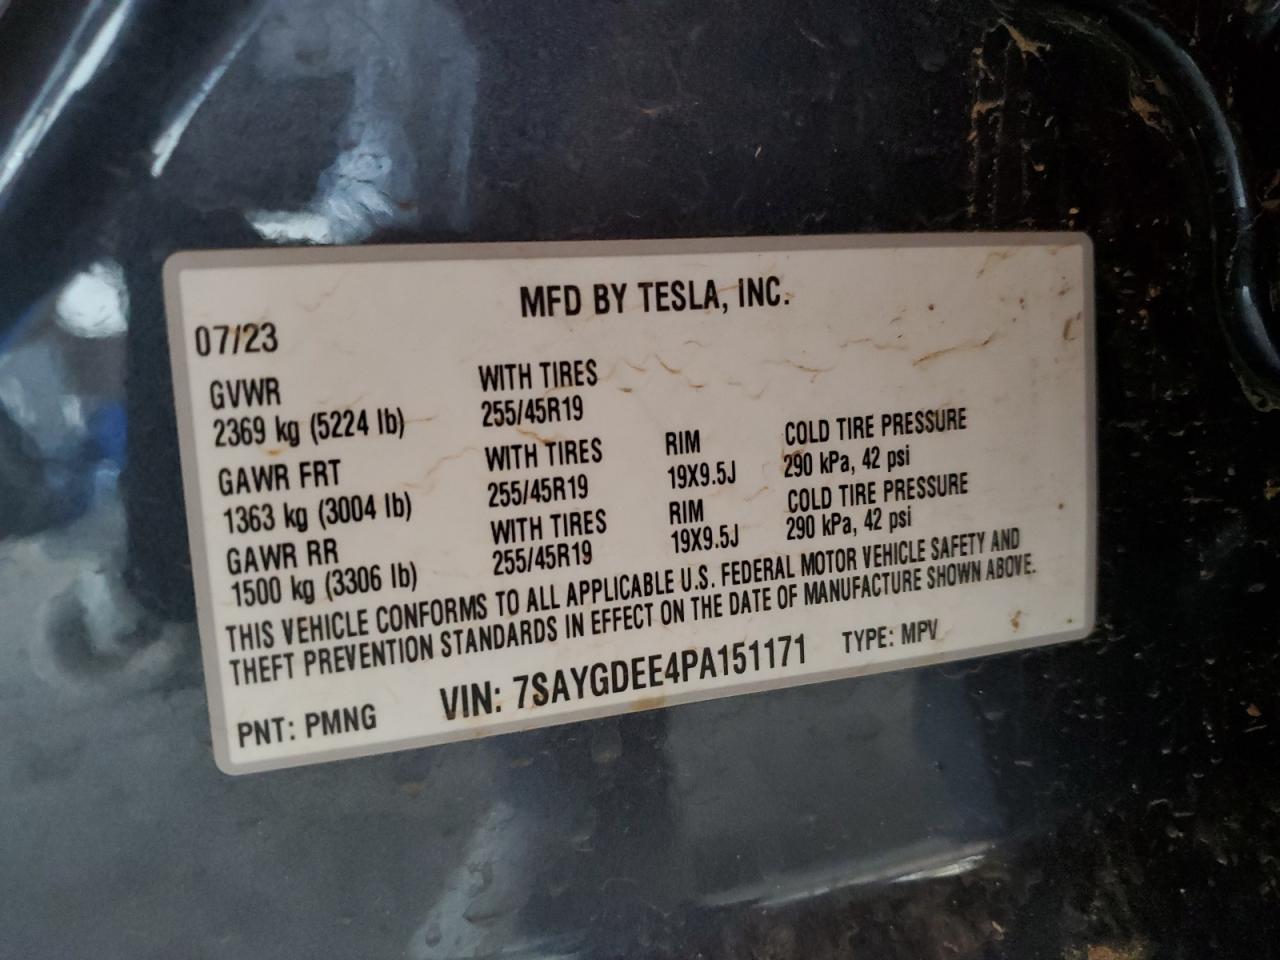 MFD BY TESLA, INC.
07/23
GVWR WITH TIRES
2369 kg (5224 lb) 255/45R19
GAWR FRT WITH TIRES RIM COLD TIRE PRESSURE
1363 kg (3004 lb) 255/45R19 19X9.5J 290 kPa, 42 psi
GAWR RR WITH TIRES RIM COLD TIRE PRESSURE
1500 kg (3306 lb) 255/45R19 19X9.5J 290 kPa, 42 psi
THIS VEHICLE CONFORMS TO ALL APPLICABLE U.S. FEDERAL MOTOR VEHICLE SAFETY AND
THEFT PREVENTION STANDARDS IN EFFECT ON THE DATE OF MANUFACTURE SHOWN ABOVE.
PNT: PMNG VIN: 7SAYGDEE4PA151171 TYPE: MPV